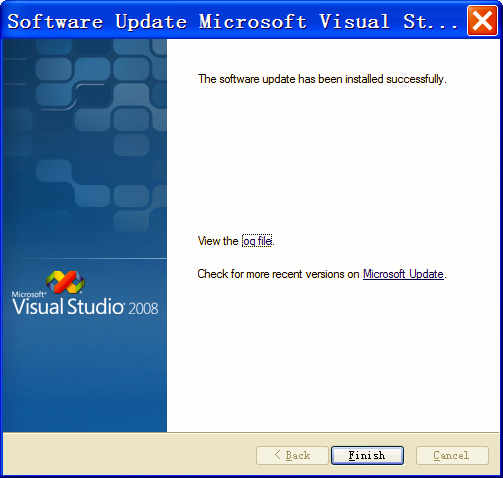 Software Update Microsoft Visual St...
The software update has been installed successfully.
View the log file.
Check for more recent versions on Microsoft Update.
Microsoft®
Visual Studio® 2008
< Back
Finish
Cancel